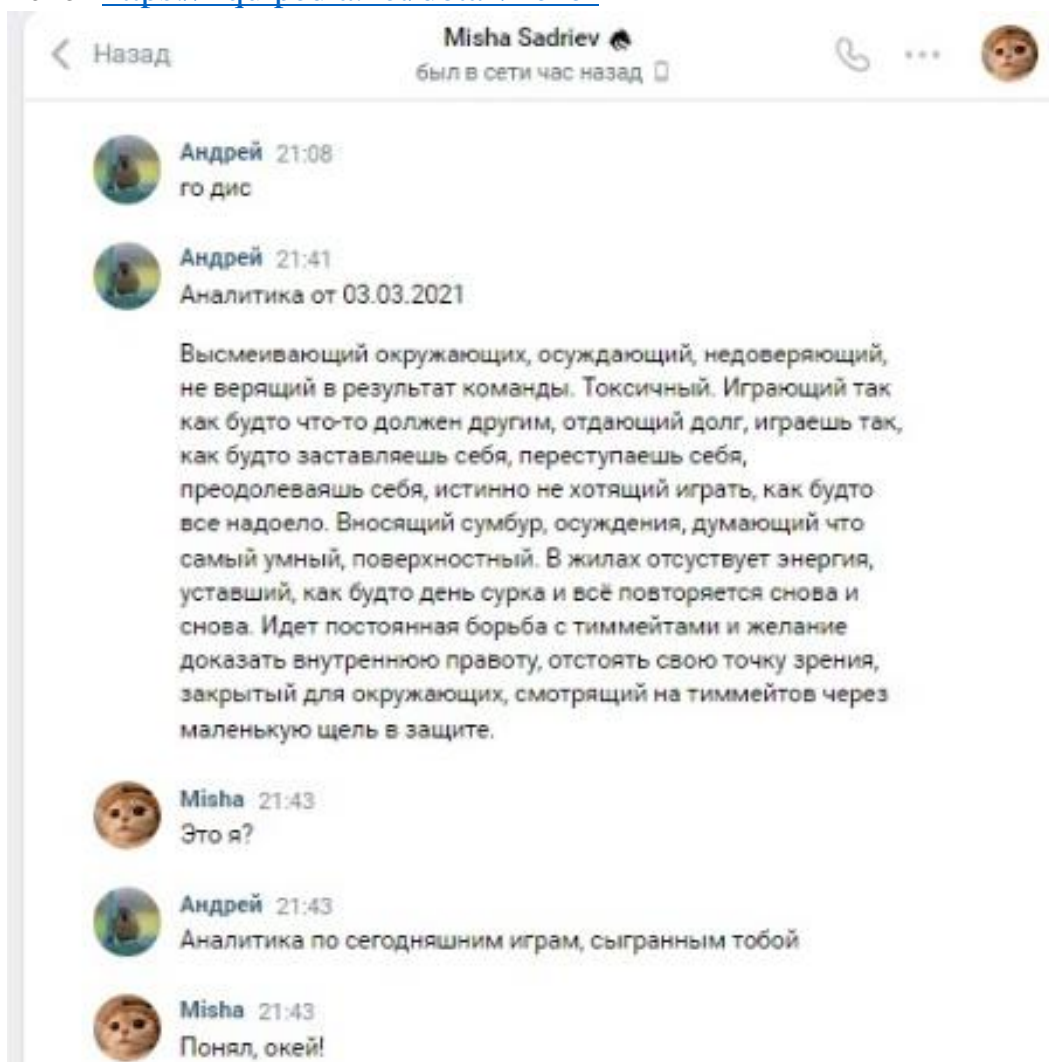 Назад
Misha Sadriev
был в сети час назад
Андрей 21:08
го дис
Андрей 21:41
Аналитика от 03.03.2021
Высмеивающий окружающих, осуждающий, недоверяющий,
не верящий в результат команды. Токсичный. Играющий так
как будто что-то должен другим, отдающий долг, играешь так,
как будто заставляешь себя, переступаешь себя,
преодолеваяшь себя, истинно не хотящий играть, как будто
все надоело. Вносящий сумбур, осуждения, думающий что
самый умный, поверхностный. В жилах отсуствует энергия,
уставший, как будто день сурка и всё повторяется снова и
снова. Идет постоянная борьба с тиммейтами и желание
доказать внутреннюю правоту, отстоять свою точку зрения,
закрытый для окружающих, смотрящий на тиммейтов через
маленькую щель в защите.
Misha 21:43
Это я?
Андрей 21:43
Аналитика по сегодняшним играм, сыгранным тобой
Misha 21:43
Понял, окей!